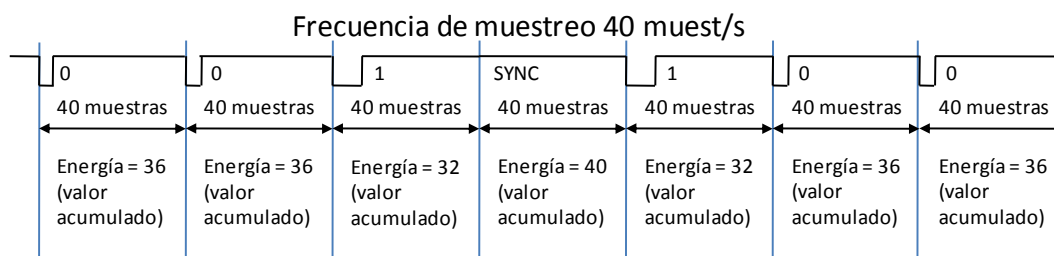 Frecuencia de muestreo 40 muest/s
0 0 1 SYNC 1 0 0
40 muestras 40 muestras 40 muestras 40 muestras 40 muestras 40 muestras 40 muestras
Energía = 36 Energía = 36 Energía = 32 Energía = 40 Energía = 32 Energía = 36 Energía = 36
(valor (valor (valor (valor (valor (valor (valor
acumulado) acumulado) acumulado) acumulado) acumulado) acumulado) acumulado)